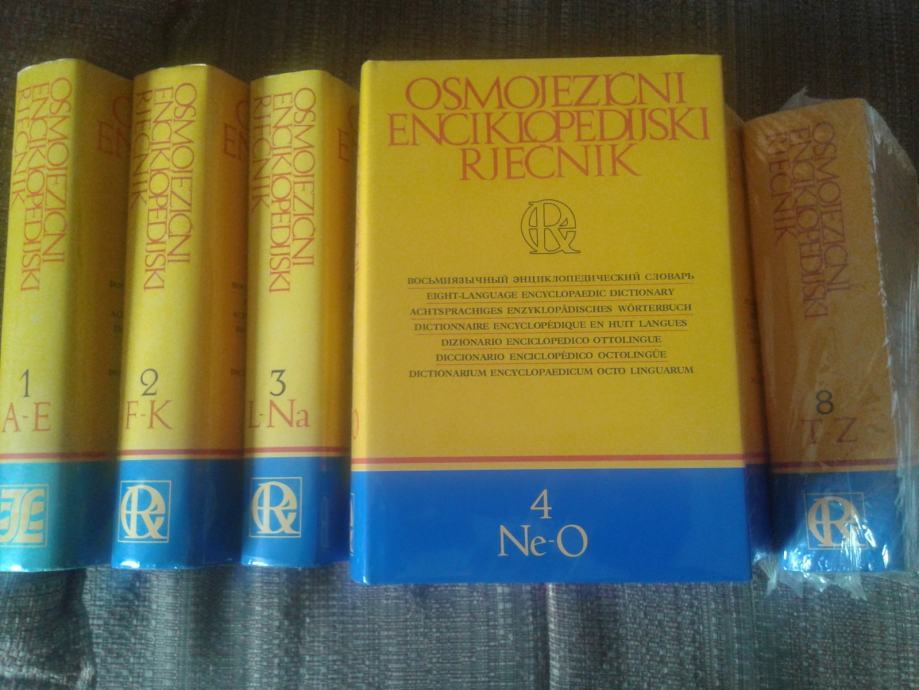 OSMOJEZIČNI
ENCIKLOPEDIJSKI
RJEČNIK
1
A-E
OSMOJEZIČNI
ENCIKLOPEDIJSKI
RJEČNIK
2
F-K
OSMOJEZIČNI
ENCIKLOPEDIJSKI
RJEČNIK
3
L-Na
OSMOJEZIČNI
ENCIKLOPEDIJSKI
RJEČNIK
ВОСЬМИЯЗЫЧНЫЙ ЭНЦИКЛОПЕДИЧЕСКИЙ СЛОВАРЬ
EIGHT-LANGUAGE ENCYCLOPAEDIC DICTIONARY
ACHTSPRACHIGES ENZYKLOPÄDISCHES WÖRTERBUCH
DICTIONNAIRE ENCYCLOPÉDIQUE EN HUIT LANGUES
DIZIONARIO ENCICLOPEDICO OTTOLINGUE
DICCIONARIO ENCICLOPÉDICO OCTOLINGÜE
DICTIONARIUM ENCYCLOPAEDICUM OCTO LINGUARUM
4
Ne-O
OSMOJEZIČNI
ENCIKLOPEDIJSKI
RJEČNIK
8
T Z